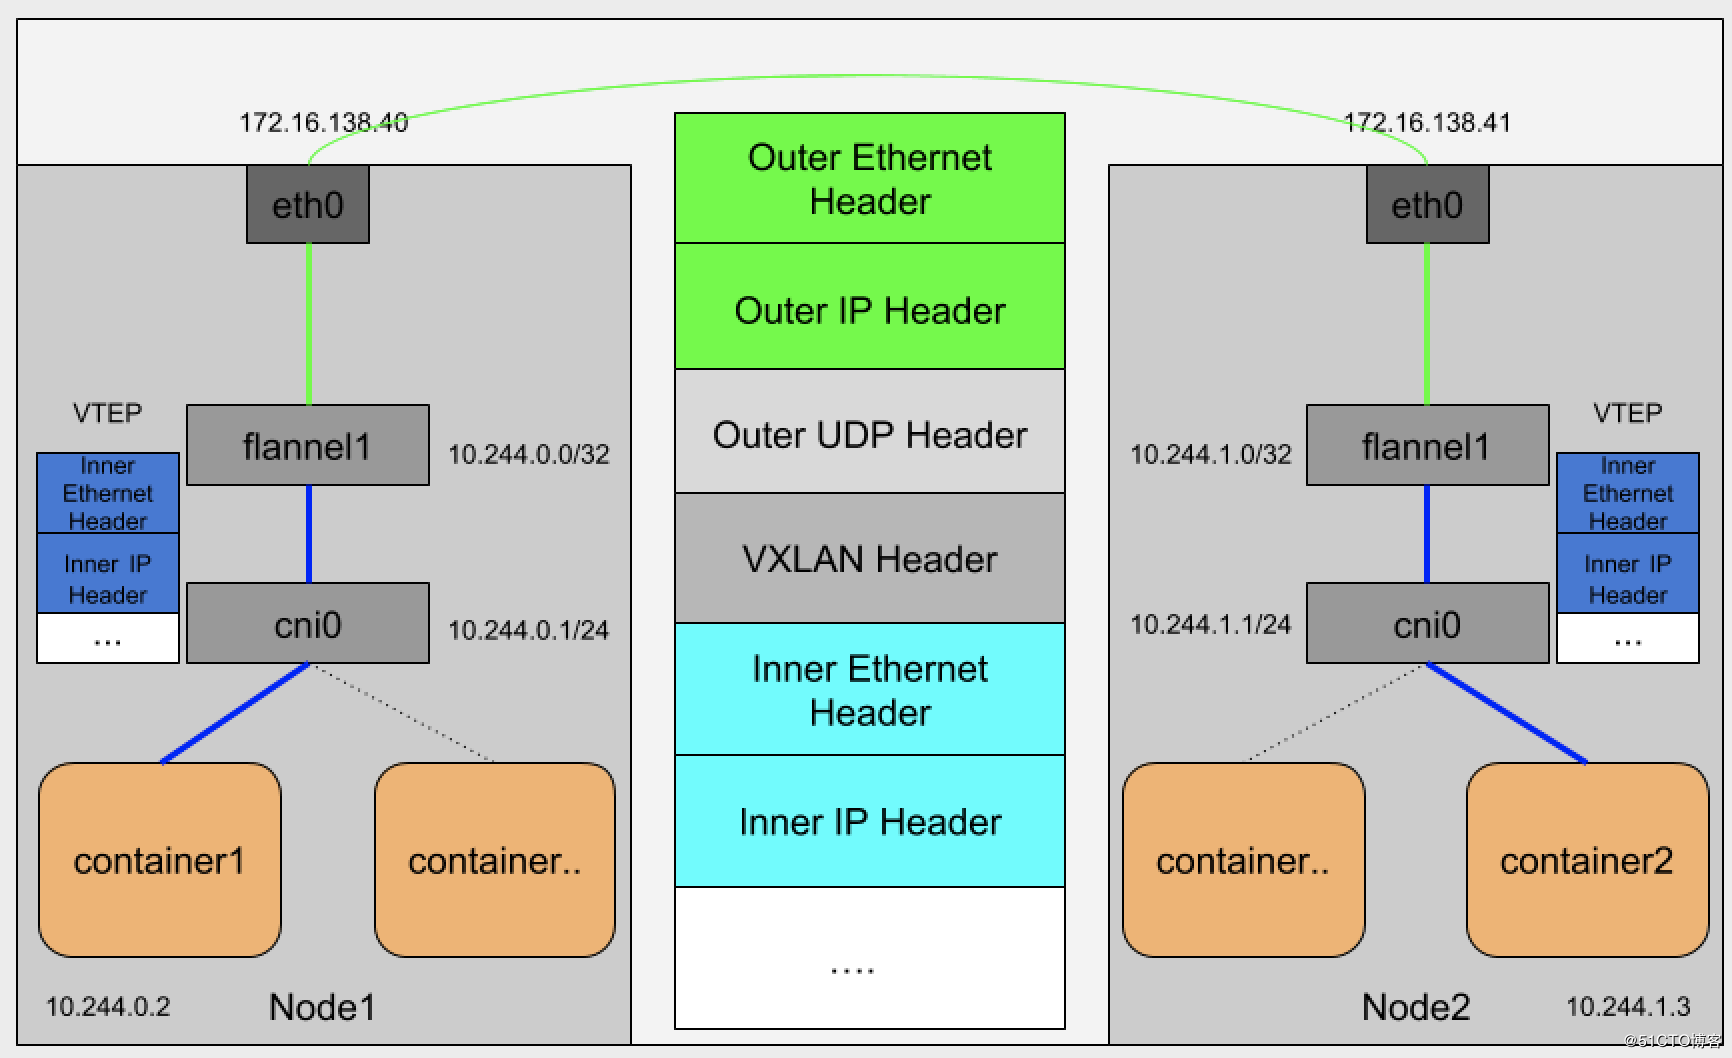 172.16.138.40
eth0
VTEP
flannel1
10.244.0.0/32
Inner
Ethernet
Header
Inner IP
Header
...
cni0
10.244.0.1/24
container1
container..
10.244.0.2
Node1
Outer Ethernet
Header
Outer IP Header
Outer UDP Header
VXLAN Header
Inner Ethernet
Header
Inner IP Header
....
172.16.138.41
eth0
10.244.1.0/32
flannel1
VTEP
Inner
Ethernet
Header
Inner IP
Header
...
10.244.1.1/24
cni0
container..
container2
Node2
10.244.1.3
@51CTO博客